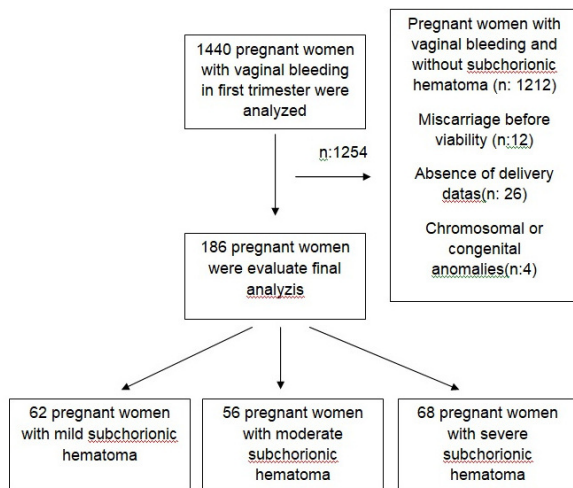 1440 pregnant women
with vaginal bleeding
in first trimester were
analyzed
n:1254
Pregnant women with
vaginal bleeding and
without subchorionic
hematoma (n: 1212)
Miscarriage before
viability (n:12)
Absence of delivery
datas(n: 26)
Chromosomal or
congenital
anomalies(n:4)
186 pregnant women
were evaluate final
analyzis
62 pregnant women
with mild subchorionic
hematoma
56 pregnant women
with moderate
subchorionic
hematoma
68 pregnant women
with severe
subchorionic
hematoma